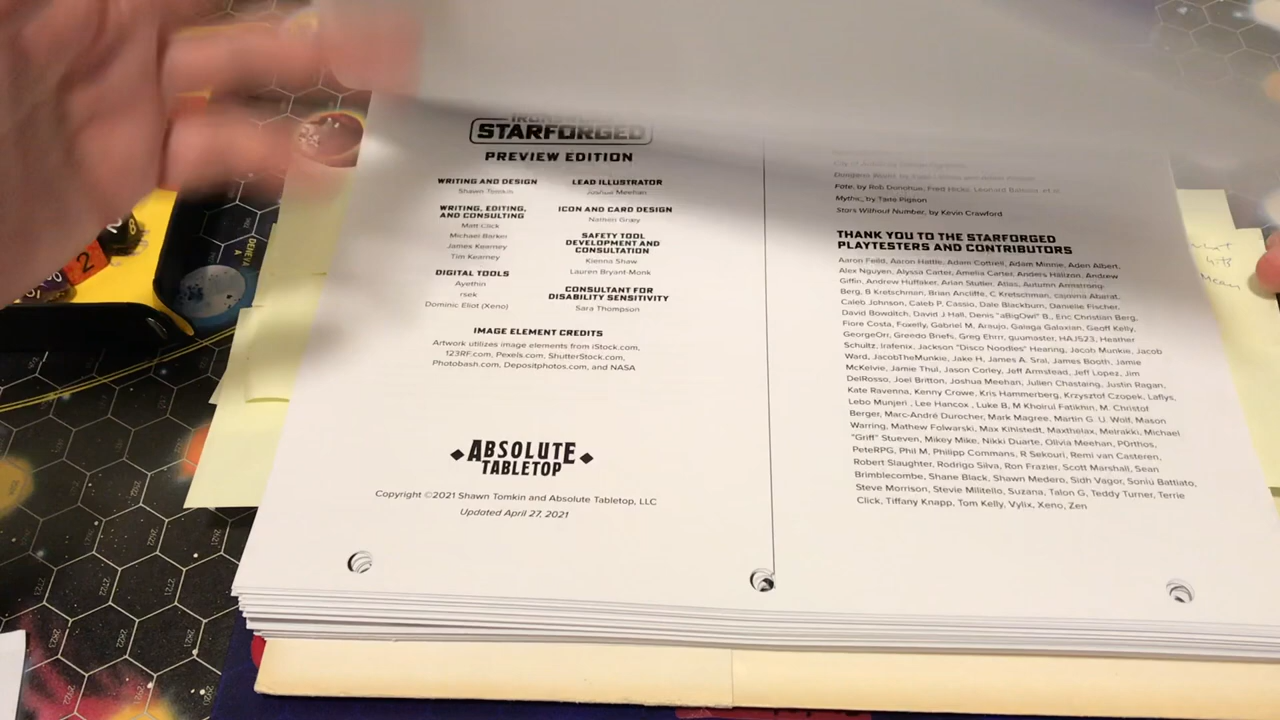 STARFORGED
PREVIEW EDITION
WRITING AND DESIGN
Shawn Tomkin
WRITING, EDITING,
AND CONSULTING
Matt Click
Michael Barker
James Kearney
Tim Kearney
DIGITAL TOOLS
Ayethin
rsek
Dominic Eliot (Xeno)
LEAD ILLUSTRATOR
Joshua Meehan
ICON AND CARD DESIGN
Nathen Græy
SAFETY TOOL
DEVELOPMENT AND
CONSULTATION
Kienna Shaw
Lauren Bryant-Monk
CONSULTANT FOR
DISABILITY SENSITIVITY
Sara Thompson
IMAGE ELEMENT CREDITS
Artwork utilizes image elements from iStock.com,
123RF.com, Pexels.com, ShutterStock.com,
Photobash.com, Depositphotos.com, and NASA
ABSOLUTE
TABLETOP
Copyright ©2021 Shawn Tomkin and Absolute Tabletop, LLC
Updated April 27, 2021
Fate, by Rob Donoghue, Fred Hicks, Leonard Balsera, et al.
Mythic, by Tana Pigeon
Stars Without Number, by Kevin Crawford
THANK YOU TO THE STARFORGED
PLAYTESTERS AND CONTRIBUTORS
Aaron Feild, Aaron Hattle, Adam Cottrell, Adam Minnie, Aden Albert,
Alex Nguyen, Alyssa Carter, Amelia Carter, Anders Hällzon, Andrew
Giffin, Andrew Huffaker, Arian Stutler, Atlas, Autumn Armstrong-
Berg, B Kretschman, Brian Ancliffe, C Kretschman, Abarat,
Caleb Johnson, Caleb P. Cassio, Dale Blackburn, Danielle Fischer,
David Bowditch, David J Hall, Denis "aBigOwl" B., Eric Christian Berg,
Fiore Costa, Foxelly, Gabriel M. Araujo, Galaga Galaxian, Geoff Kelly,
GeorgeOrr, Greedo Briefs, Greg Ehrr, guumaster, HAJ523, Heather
Schultz, Irafenix, Jackson "Disco Noodles" Hearing, Jacob Munkie, Jacob
Ward, JacobTheMunkie, Jake H, James A. Sral, James Booth, Jamie
McKelvie, Jamie Thul, Jason Corley, Jeff Armstead, Jeff Lopez, Jim
DelRosso, Joel Britton, Joshua Meehan, Julien Chastaing, Justin Ragan,
Kate Ravenna, Kenny Crowe, Kris Hammerberg, Krzysztof Czopek, Laflys,
Lebo Munjeri , Lee Hancox , Luke B, M Khoirul Fatikhin, M. Christof
Berger, Marc-André Durocher, Mark Magree, Martin G. U. Wolf, Mason
Warring, Mathew Folwarski, Max Kihlstedt, Maxthelax, Melrakki, Michael
"Griff" Stueven, Mikey Mike, Nikki Duarte, Olivia Meehan, P0rthos,
PeteRPG, Phil M, Philipp Commans, R Sekouri, Remi van Casteren,
Robert Slaughter, Rodrigo Silva, Ron Frazier, Scott Marshall, Sean
Brimblecombe, Shane Black, Shawn Medero, Sidh Vagor, Soniú Battiato,
Steve Morrison, Stevie Militello, Suzana, Talon G, Teddy Turner, Terrie
Click, Tiffany Knapp, Tom Kelly, Vylix, Xeno, Zen
hits
Mean
DENEVA
A
2
2621
2622
2722
2822
2823